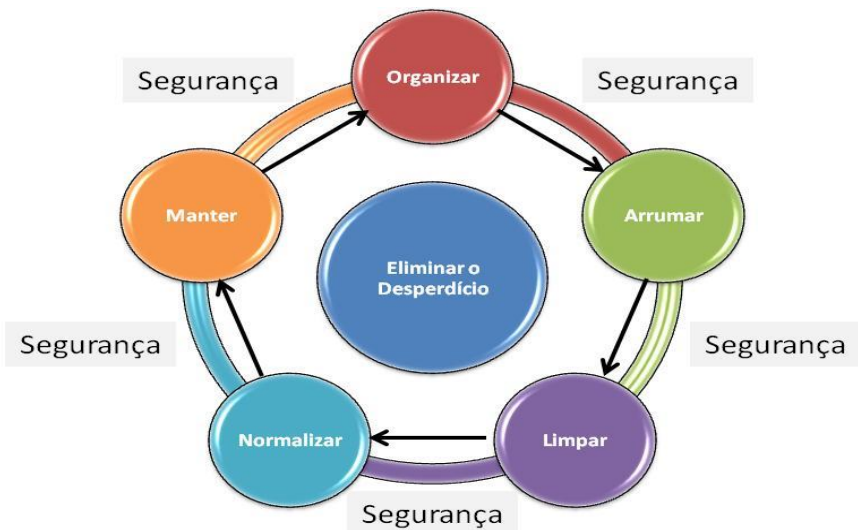 Organizar
Segurança
Segurança
Manter
Arrumar
Eliminar o
Desperdício
Segurança
Segurança
Normalizar
Limpar
Segurança